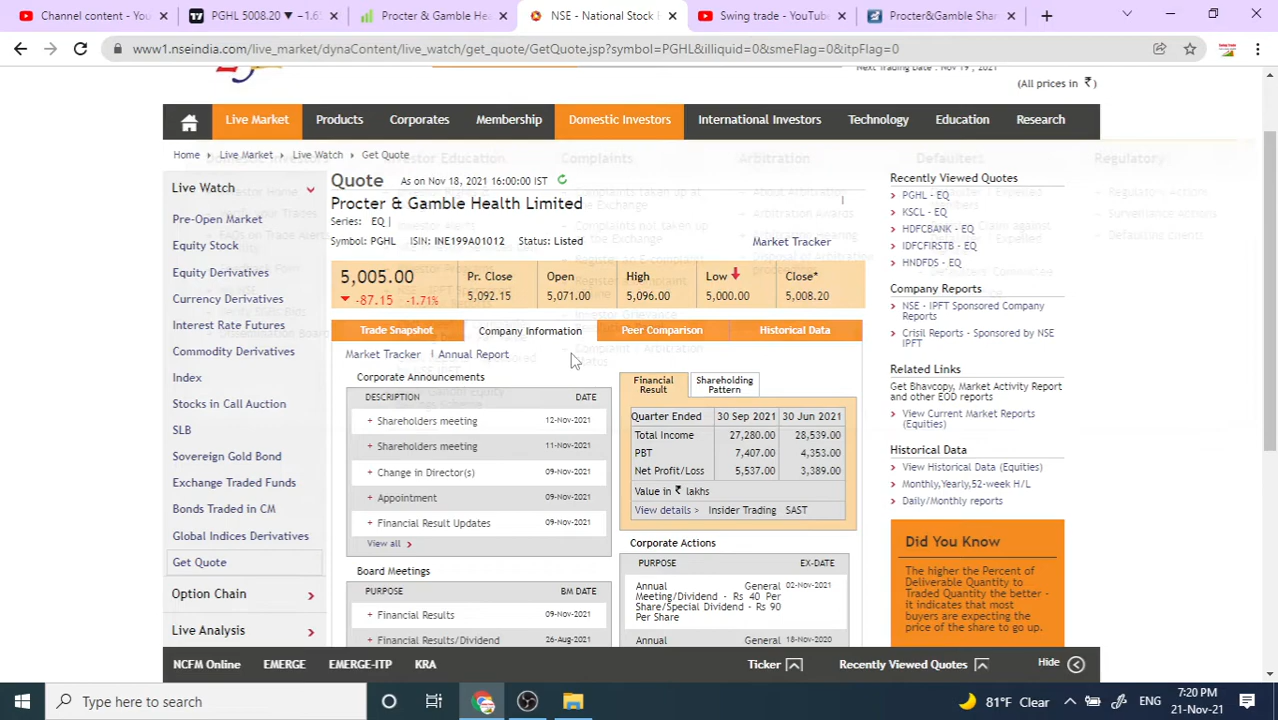 Channel content - You
PGHL 5008.20 ▼ −1.6
Procter & Gamble Hea
NSE - National Stock E
Swing trade - YouTube
Procter&Gamble Shar
www1.nseindia.com/live_market/dynaContent/live_watch/get_quote/GetQuote.jsp?symbol=PGHL&illiquid=0&smeFlag=0&itpFlag=0
Next Trading Date : Nov 19 , 2021
(All prices in ₹)
Live Market Products Corporates Membership Domestic Investors International Investors Technology Education Research
Home > Live Market > Live Watch > Get Quote
Live Watch
Pre-Open Market
Equity Stock
Equity Derivatives
Currency Derivatives
Interest Rate Futures
Commodity Derivatives
Index
Stocks in Call Auction
SLB
Sovereign Gold Bond
Exchange Traded Funds
Bonds Traded in CM
Global Indices Derivatives
Get Quote
Option Chain
Live Analysis
Quote As on Nov 18, 2021 16:00:00 IST
Procter & Gamble Health Limited
Series: EQ |
Symbol: PGHL ISIN: INE199A01012 Status: Listed
Market Tracker
5,005.00 Pr. Close Open High Low Close*
-87.15 -1.71% 5,092.15 5,071.00 5,096.00 5,000.00 5,008.20
Trade Snapshot Company Information Peer Comparison Historical Data
Market Tracker | Annual Report
Corporate Announcements
DESCRIPTION DATE
+ Shareholders meeting 12-Nov-2021
+ Shareholders meeting 11-Nov-2021
+ Change in Director(s) 09-Nov-2021
+ Appointment 09-Nov-2021
+ Financial Result Updates 09-Nov-2021
View all >
Board Meetings
PURPOSE BM DATE
+ Financial Results 09-Nov-2021
+ Financial Results/Dividend 26-Aug-2021
Financial Result
Shareholding Pattern
Quarter Ended 30 Sep 2021 30 Jun 2021
Total Income 27,280.00 28,539.00
PBT 7,407.00 4,353.00
Net Profit/Loss 5,537.00 3,389.00
Value in ₹ lakhs
View details > Insider Trading SAST
Corporate Actions
PURPOSE EX-DATE
Annual General 02-Nov-2021
Meeting/Dividend - Rs 40 Per
Share/Special Dividend - Rs 90
Per Share
Annual General 18-Nov-2020
Recently Viewed Quotes
PGHL - EQ
KSCL - EQ
HDFCBANK - EQ
IDFCFIRSTB - EQ
HNDFDS - EQ
Company Reports
NSE - IPFT Sponsored Company
Reports
Crisil Reports - Sponsored by NSE
IPFT
Related Links
Get Bhavcopy, Market Activity Report
and other EOD reports
View Current Market Reports
(Equities)
Historical Data
View Historical Data (Equities)
Monthly,Yearly,52-week H/L
Daily/Monthly reports
Did You Know
The higher the Percent of
Deliverable Quantity to
Traded Quantity the better -
it indicates that most
buyers are expecting the
price of the share to go up.
NCFM Online EMERGE EMERGE-ITP KRA Ticker Recently Viewed Quotes Hide
Type here to search
81°F Clear
ENG
7:20 PM
21-Nov-21